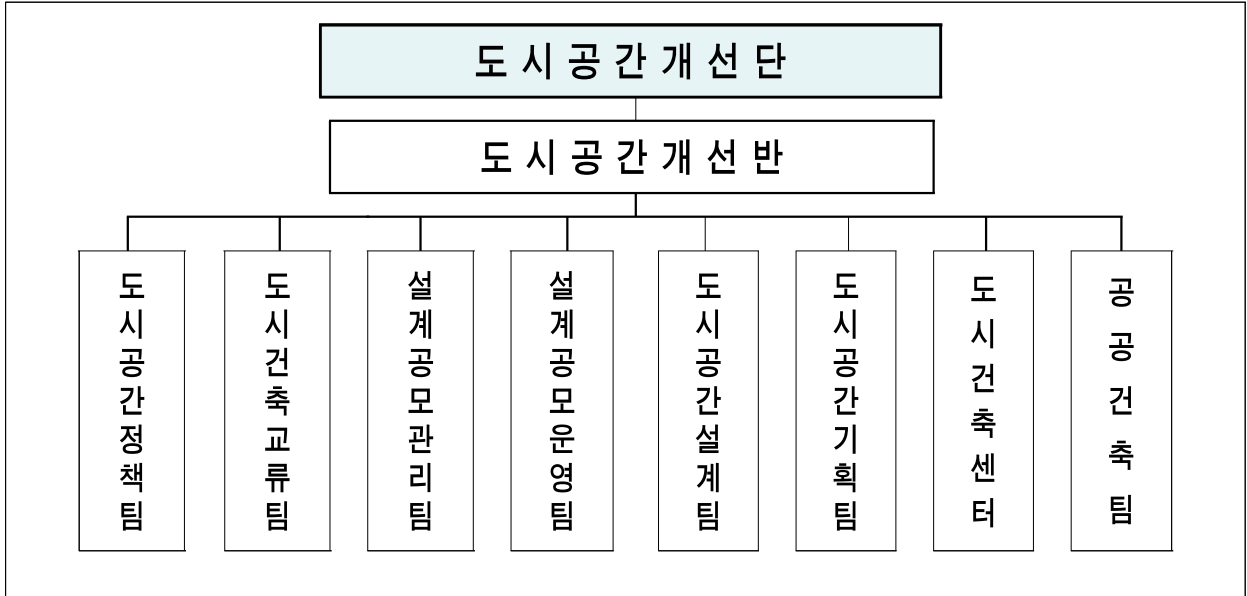 도시공간개선단
도시공간개선반
도시공간정책팀
도시건축교류팀
설계공모관리팀
설계공모운영팀
도시공간설계팀
도시공간기획팀
도시건축센터
공공건축팀